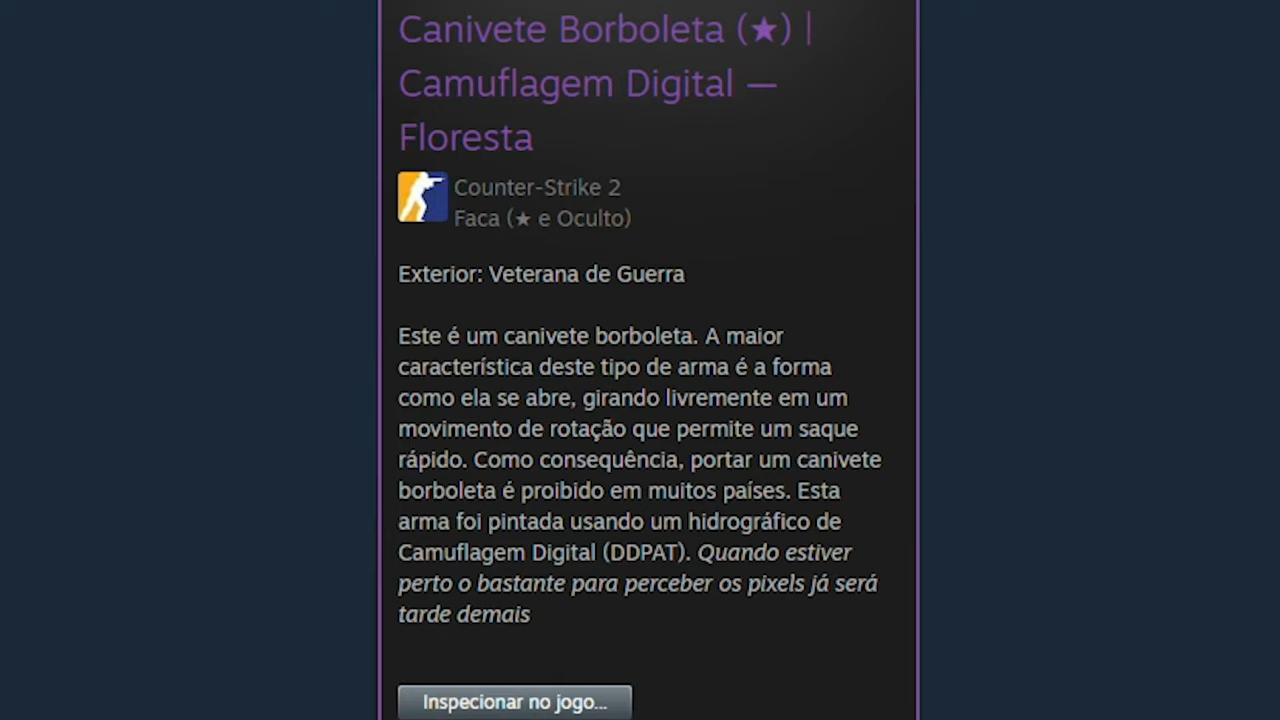 Canivete Borboleta (★) |
Camuflagem Digital —
Floresta
Counter-Strike 2
Faca (★ e Oculto)
Exterior: Veterana de Guerra
Este é um canivete borboleta. A maior
característica deste tipo de arma é a forma
como ela se abre, girando livremente em um
movimento de rotação que permite um saque
rápido. Como consequência, portar um canivete
borboleta é proibido em muitos países. Esta
arma foi pintada usando um hidrográfico de
Camuflagem Digital (DDPAT). Quando estiver
perto o bastante para perceber os pixels já será
tarde demais
Inspecionar no jogo...